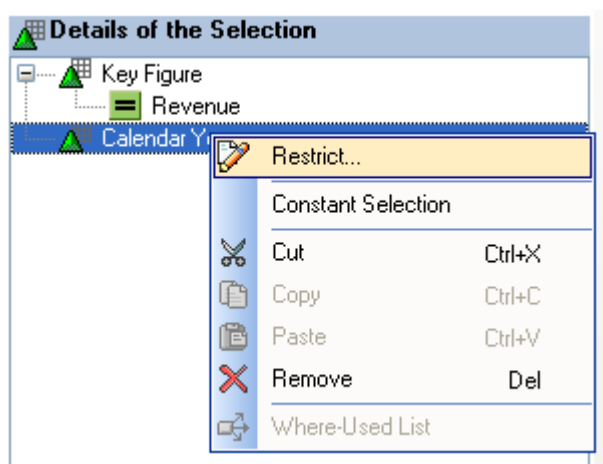 Details of the Selection
Key Figure
Revenue
Calendar
Restrict...
Constant Selection
Cut Ctrl+X
Copy Ctrl+C
Paste Ctrl+V
Remove Del
Where-Used List